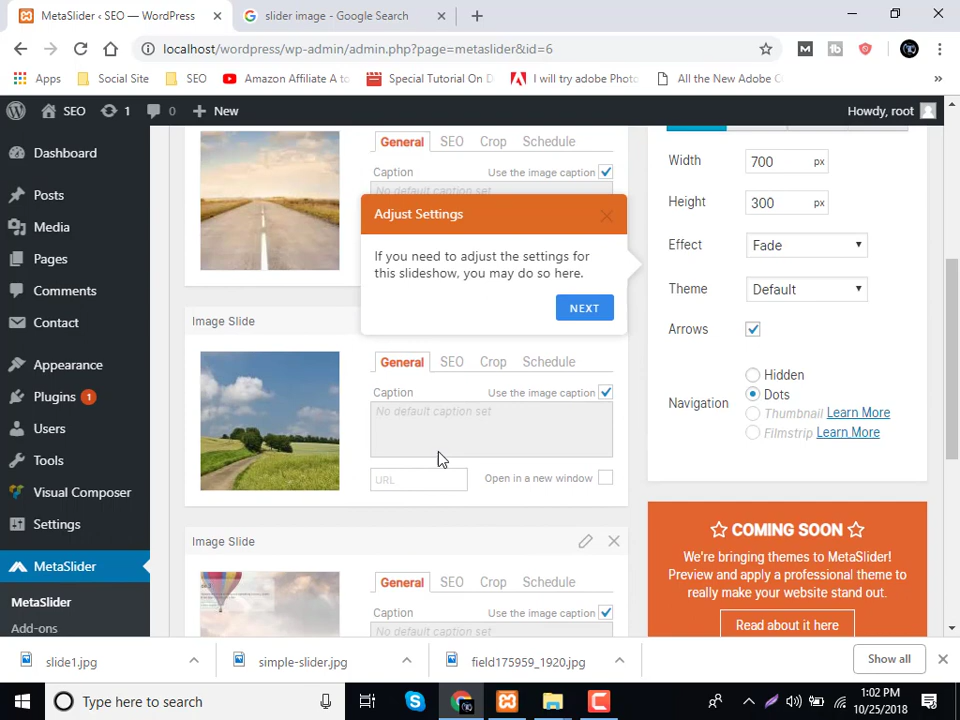 MetaSlider ‹ SEO — WordPress
slider image - Google Search
localhost/wordpress/wp-admin/admin.php?page=metaslider&id=6
Apps
Social Site
SEO
Amazon Affiliate A to
Special Tutorial On D
I will try adobe Photo
All the New Adobe C
»
SEO
1
0
New
Howdy, root
Dashboard
Posts
Media
Pages
Comments
Contact
Appearance
Plugins 1
Users
Tools
Visual Composer
Settings
MetaSlider
MetaSlider
Add-ons
General SEO Crop Schedule
Caption Use the image caption
No default caption set
Adjust Settings
If you need to adjust the settings for
this slideshow, you may do so here.
NEXT
Image Slide
General SEO Crop Schedule
Caption Use the image caption
No default caption set
URL Open in a new window
Image Slide
General SEO Crop Schedule
Caption Use the image caption
No default caption set
Width 700 px
Height 300 px
Effect Fade
Theme Default
Arrows
Navigation
Hidden
Dots
Thumbnail Learn More
Filmstrip Learn More
COMING SOON
We're bringing themes to MetaSlider!
Preview and apply a professional theme to
really make your website stand out.
Read about it here
slide1.jpg
simple-slider.jpg
field175959_1920.jpg
Show all
Type here to search
1:02 PM
10/25/2018